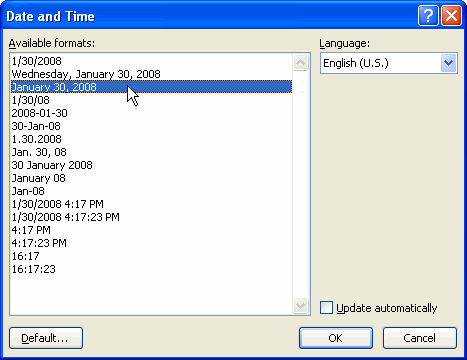 Date and Time
Available formats:
Language:
1/30/2008
Wednesday, January 30, 2008
January 30, 2008
1/30/08
2008-01-30
30-Jan-08
1.30.2008
Jan. 30, 08
30 January 2008
January 08
Jan-08
1/30/2008 4:17 PM
1/30/2008 4:17:23 PM
4:17 PM
4:17:23 PM
16:17
16:17:23
English (U.S.)
Update automatically
Default...
OK
Cancel